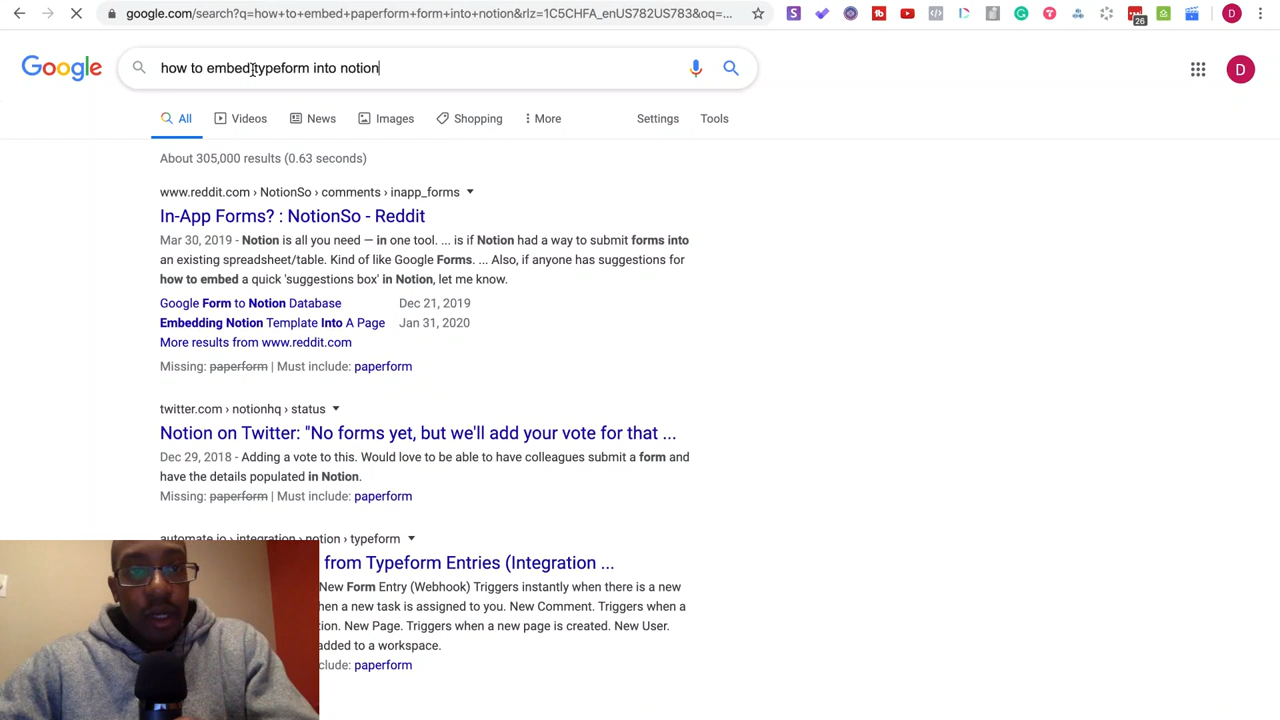 google.com/search?q=how+to+embed+paperform+form+into+notion&rlz=1C5CHFA_enUS782US783&oq=...
26
D
Google
how to embed typeform into notion
D
All Videos News Images Shopping More Settings Tools
About 305,000 results (0.63 seconds)
www.reddit.com › NotionSo › comments › inapp_forms
In-App Forms? : NotionSo - Reddit
Mar 30, 2019 - Notion is all you need — in one tool. ... is if Notion had a way to submit forms into
an existing spreadsheet/table. Kind of like Google Forms. ... Also, if anyone has suggestions for
how to embed a quick 'suggestions box' in Notion, let me know.
Google Form to Notion Database Dec 21, 2019
Embedding Notion Template Into A Page Jan 31, 2020
More results from www.reddit.com
Missing: paperform | Must include: paperform
twitter.com › notionhq › status
Notion on Twitter: "No forms yet, but we'll add your vote for that ...
Dec 29, 2018 - Adding a vote to this. Would love to be able to have colleagues submit a form and
have the details populated in Notion.
Missing: paperform | Must include: paperform
automate.io › integration › notion › typeform
from Typeform Entries (Integration ...
New Form Entry (Webhook) Triggers instantly when there is a new
hen a new task is assigned to you. New Comment. Triggers when a
tion. New Page. Triggers when a new page is created. New User.
added to a workspace.
clude: paperform